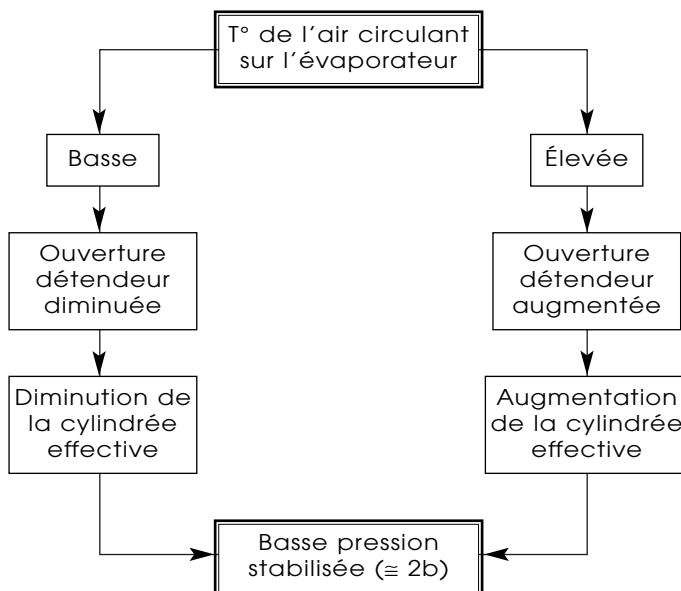 T° de l'air circulant
sur l'évaporateur
Basse
Élevée
Ouverture
détendeur
diminuée
Ouverture
détendeur
augmentée
Diminution de
la cylindrée
effective
Augmentation
de la cylindrée
effective
Basse pression
stabilisée (≅ 2b)